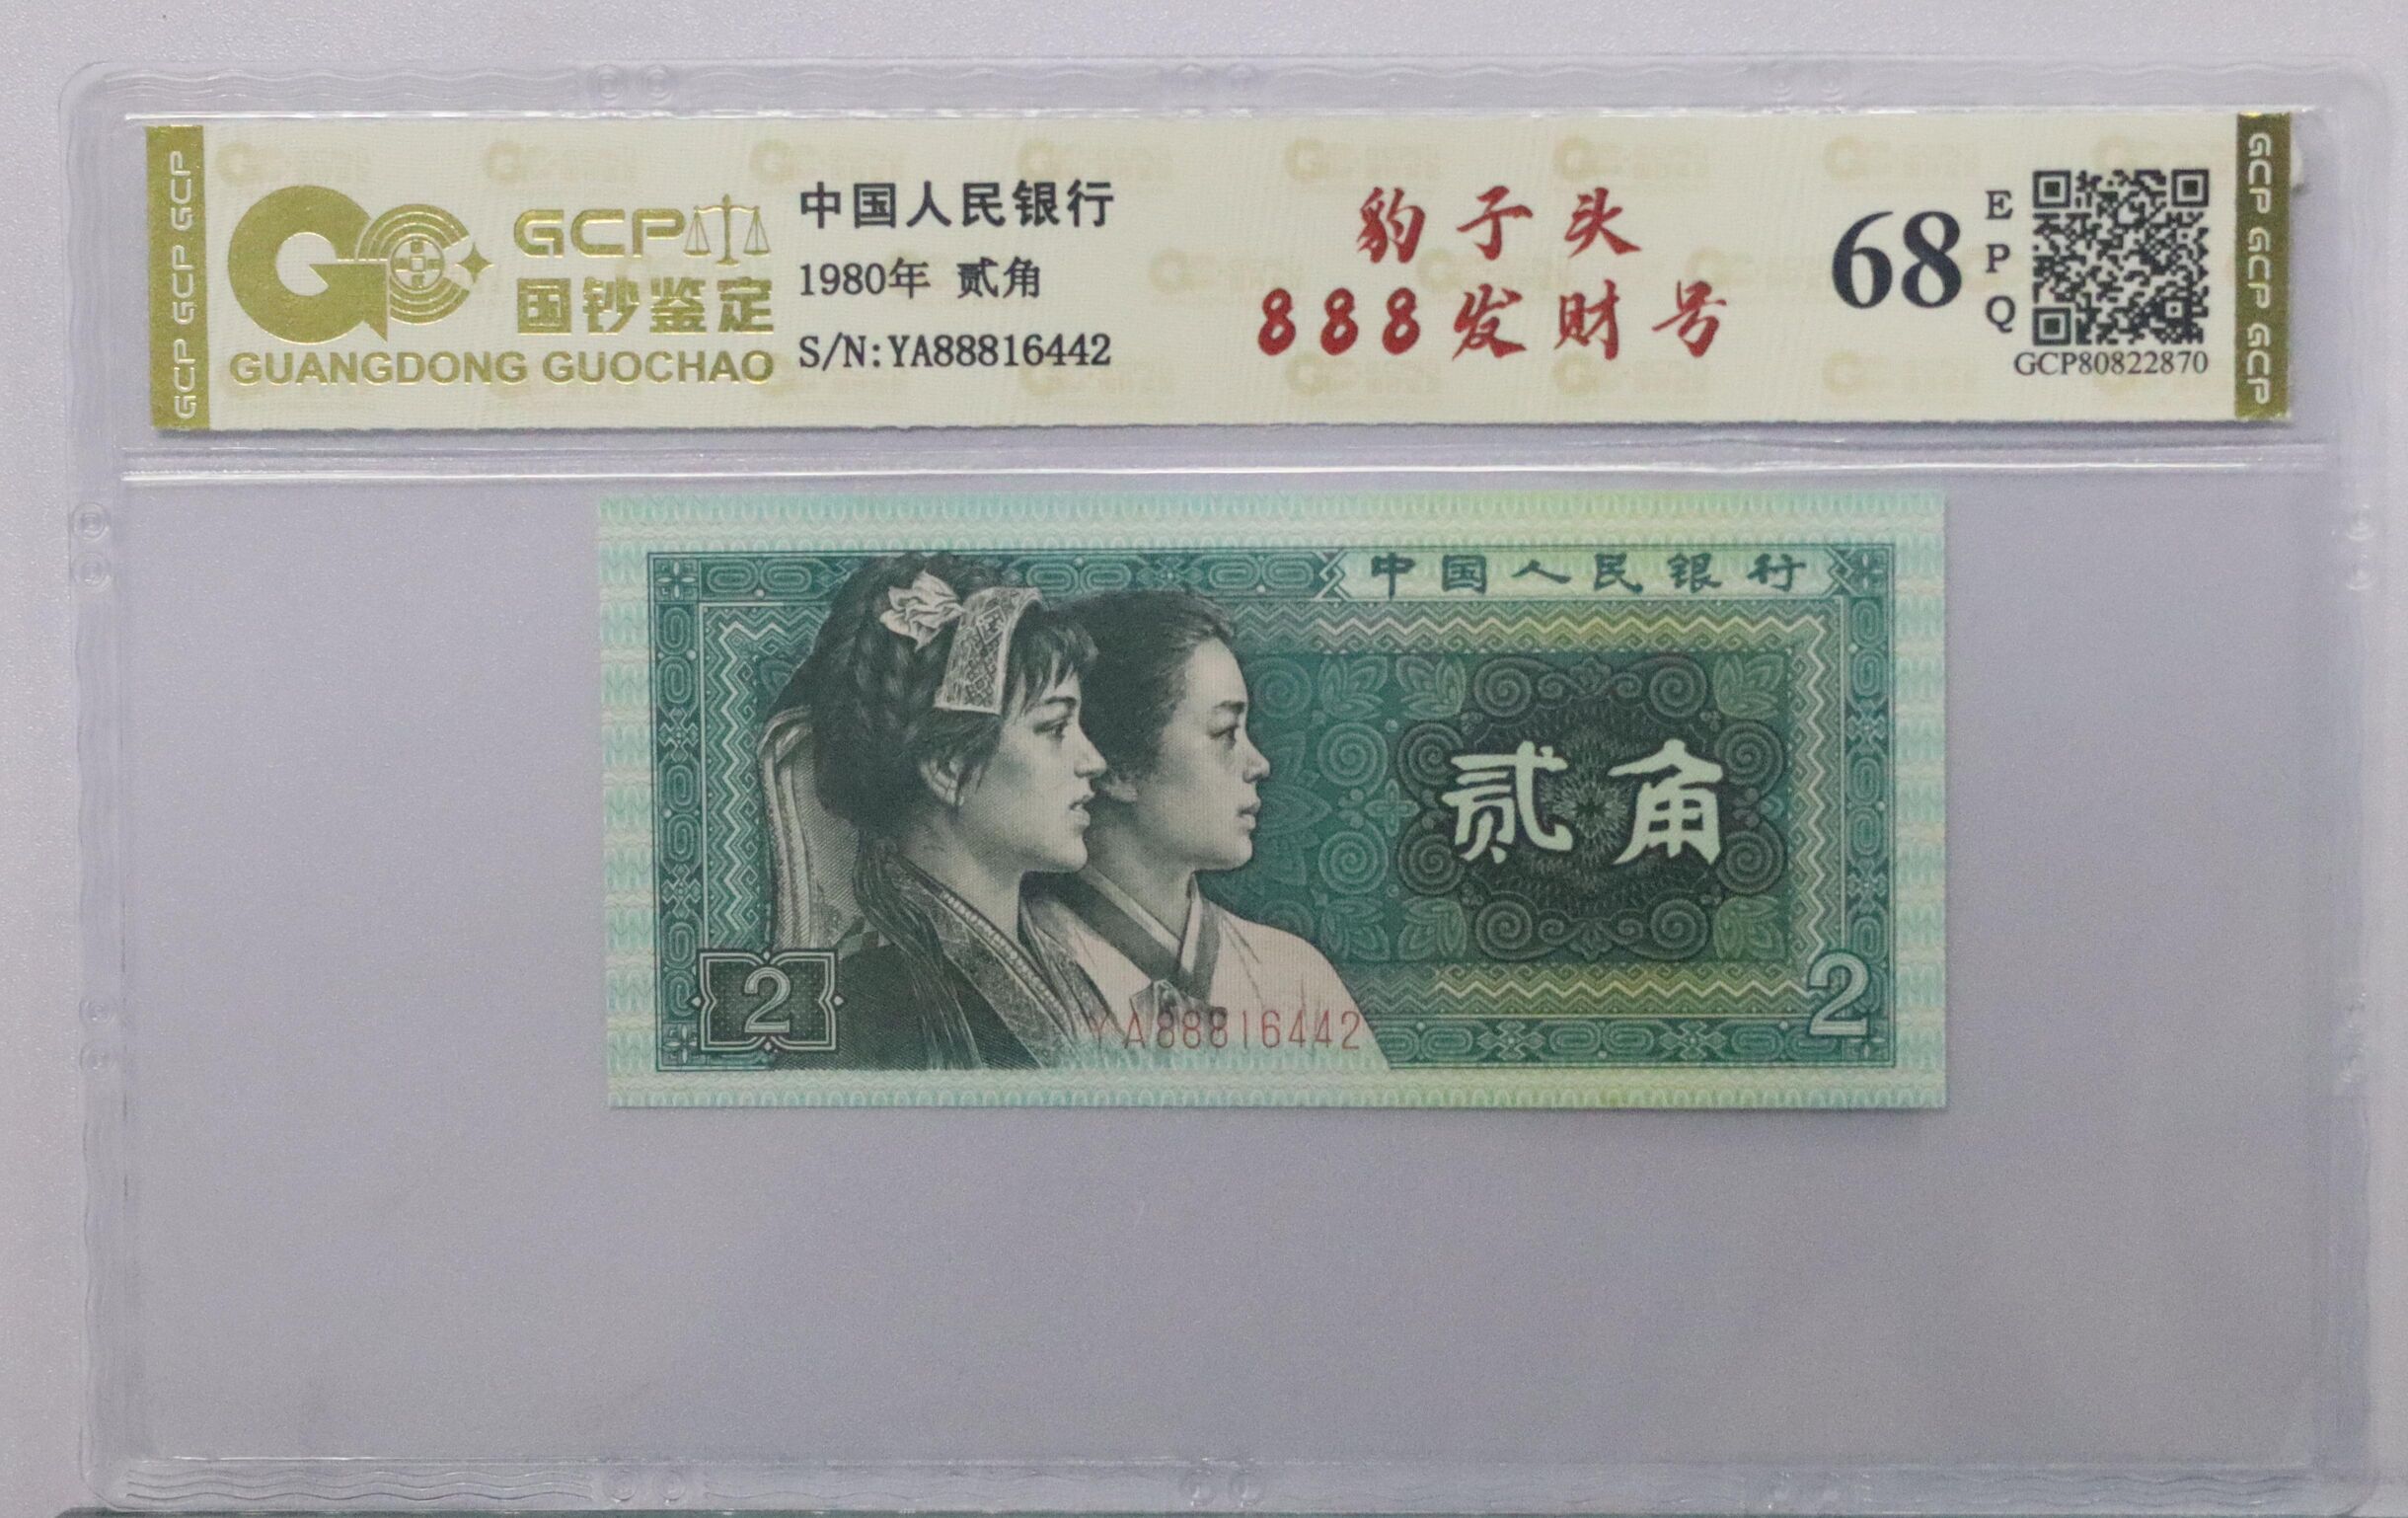 GCP GCP GCP
GCP
国钞鉴定
GUANGDONG GUOCHAO
中国人民银行
1980年 贰角
S/N:YA88816442
豹子头
888发财号
68
EPQ
GCP80822870
GCP GCP GCP
中国人民银行
贰角
2
YA88816442
2